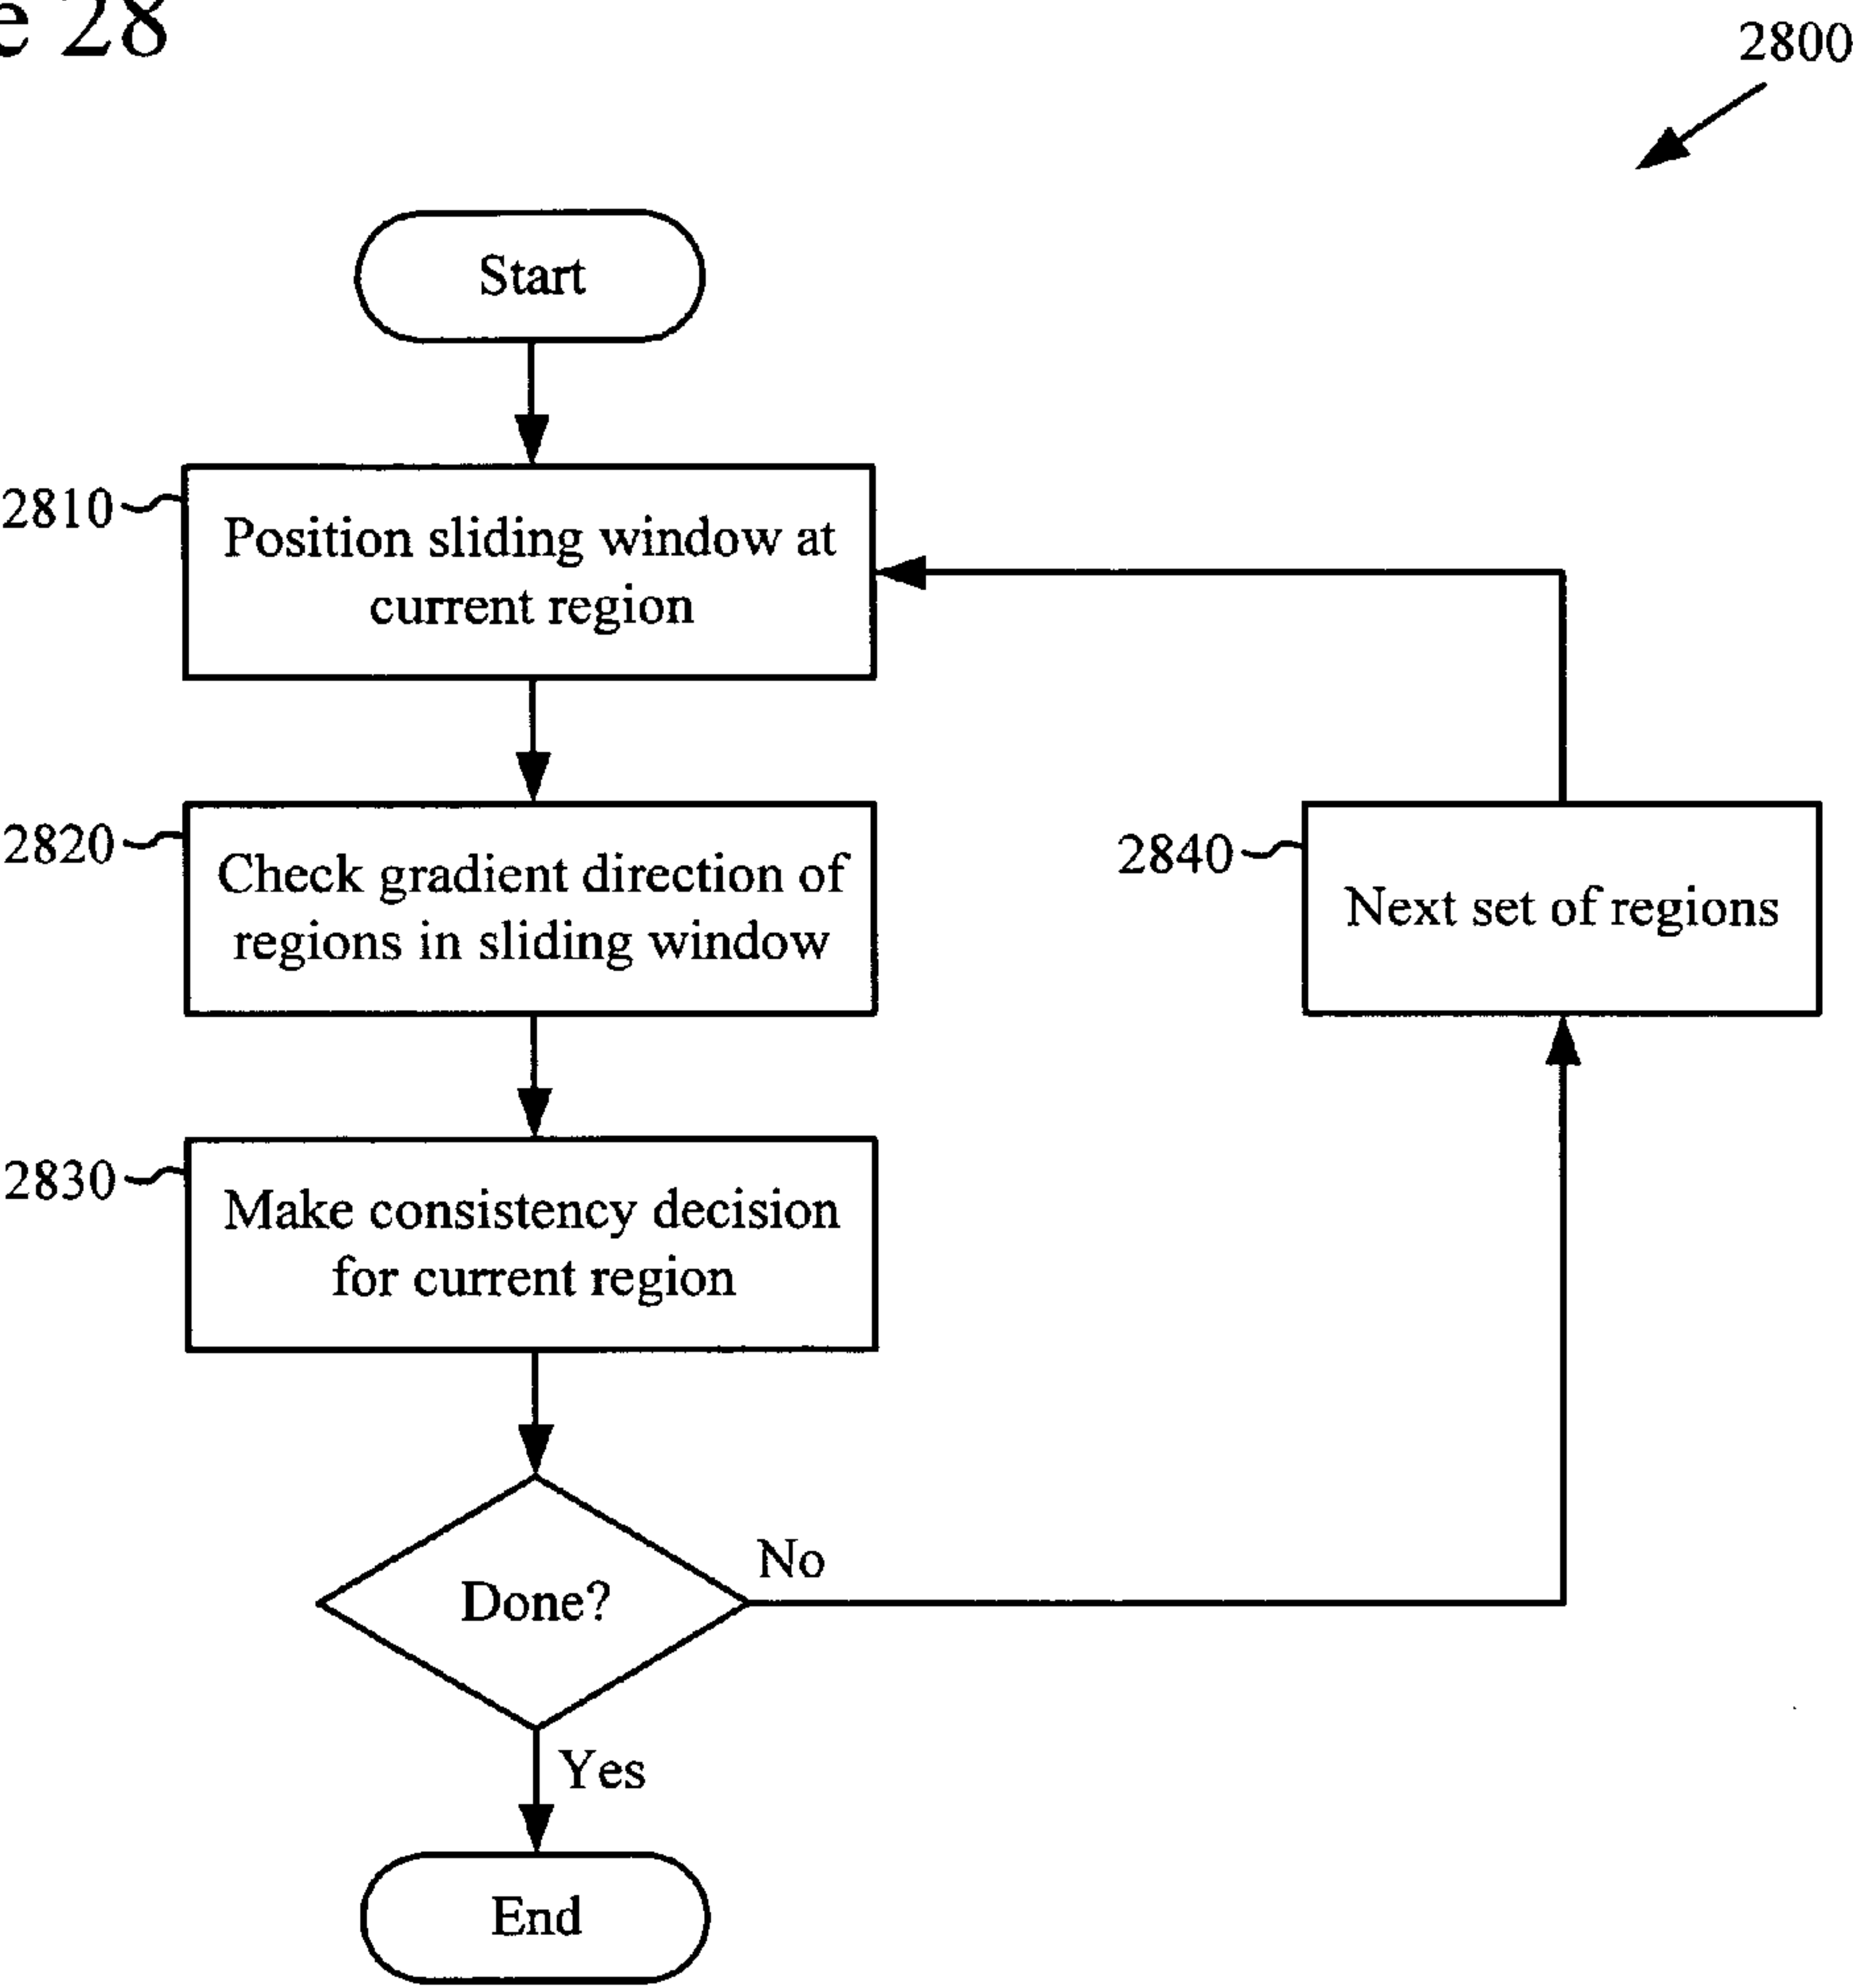 e 28
2800
Start
2810
Position sliding window at
current region
2820
Check gradient direction of
regions in sliding window
2840
Next set of regions
2830
Make consistency decision
for current region
Done?
No
Yes
End